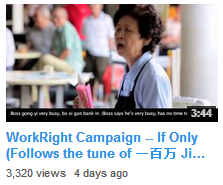 Boss gong yi very busy, bo xi gan bank in. (Boss says he's very busy, has no time t
3:44
WorkRight Campaign -- If Only
(Follows the tune of 一百万 Ji...
3,320 views 4 days ago